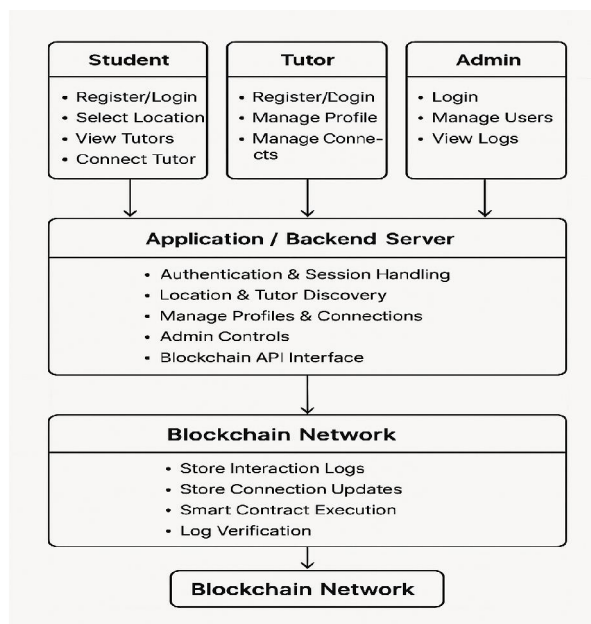 Student
• Register/Login
• Select Location
• View Tutors
• Connect Tutor
Tutor
• Register/Login
• Manage Profile
• Manage Conne-
cts
Admin
• Login
• Manage Users
• View Logs
Application / Backend Server
• Authentication & Session Handling
• Location & Tutor Discovery
• Manage Profiles & Connections
• Admin Controls
• Blockchain API Interface
Blockchain Network
• Store Interaction Logs
• Store Connection Updates
• Smart Contract Execution
• Log Verification
Blockchain Network